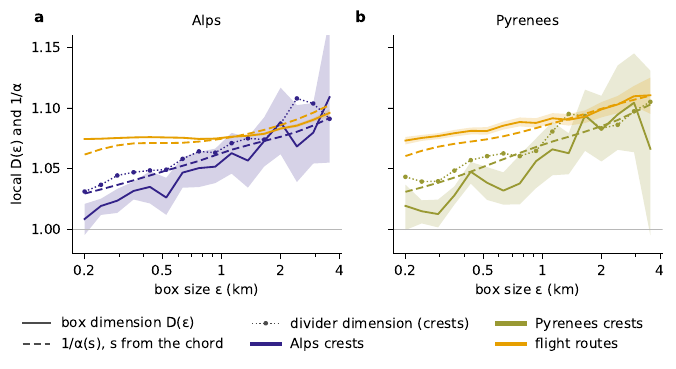 a
Alps
b
Pyrenees
local D(ε) and 1/α
1.15
1.10
1.05
1.00
0.2
0.5
1
2
4
box size ε (km)
0.2
0.5
1
2
4
box size ε (km)
box dimension D(ε)
1/α(s), s from the chord
divider dimension (crests)
Alps crests
Pyrenees crests
flight routes